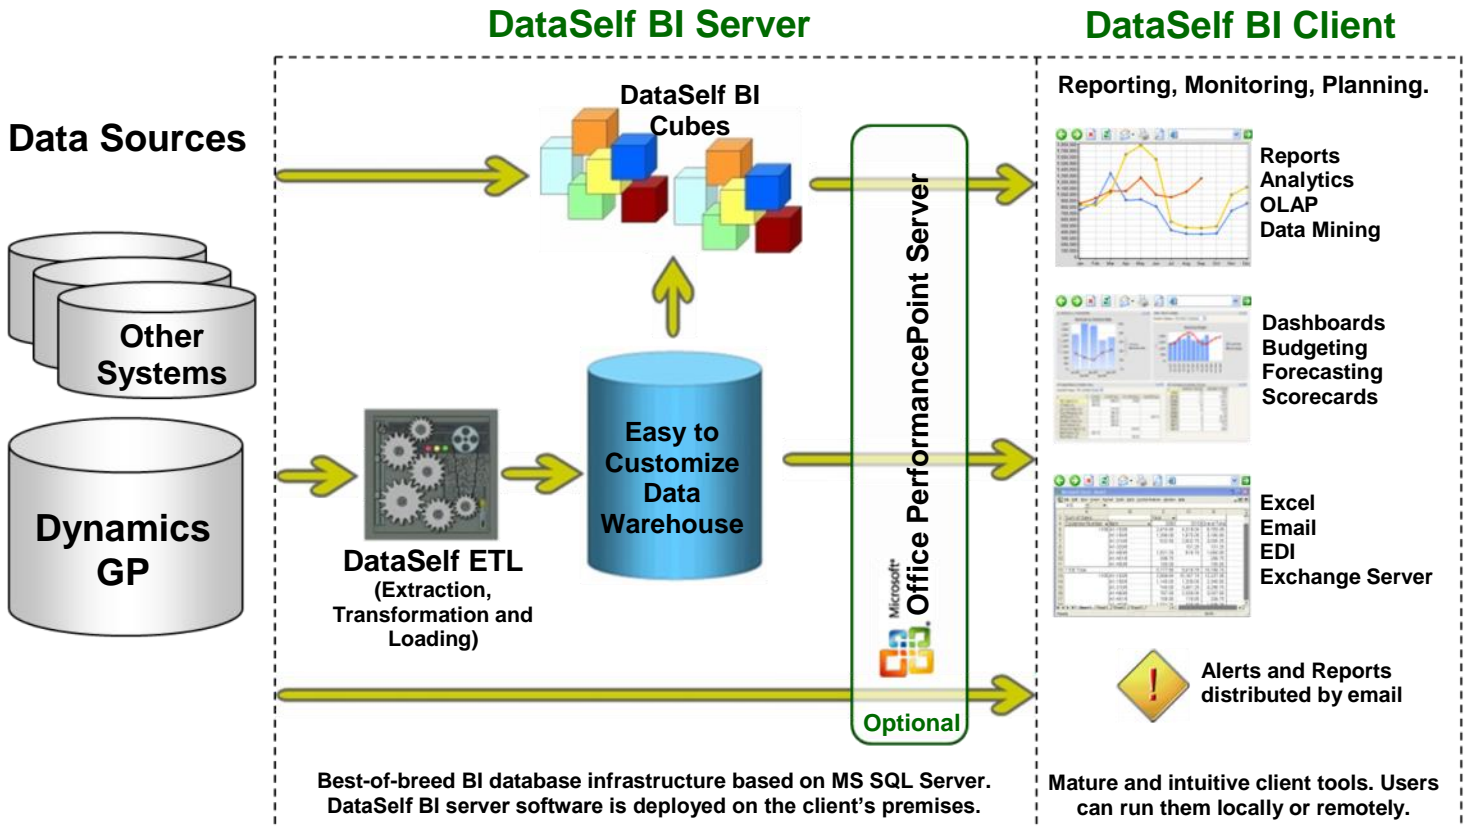 DataSelf BI Server
DataSelf BI Client
Data Sources
Other
Systems
Dynamics
GP
DataSelf BI
Cubes
DataSelf ETL
(Extraction,
Transformation and
Loading)
Easy to
Customize
Data
Warehouse
Microsoft®
Office PerformancePoint Server
Optional
Best-of-breed BI database infrastructure based on MS SQL Server.
DataSelf BI server software is deployed on the client’s premises.
Reporting, Monitoring, Planning.
Reports
Analytics
OLAP
Data Mining
Dashboards
Budgeting
Forecasting
Scorecards
Excel
Email
EDI
Exchange Server
!
Alerts and Reports
distributed by email
Mature and intuitive client tools. Users
can run them locally or remotely.